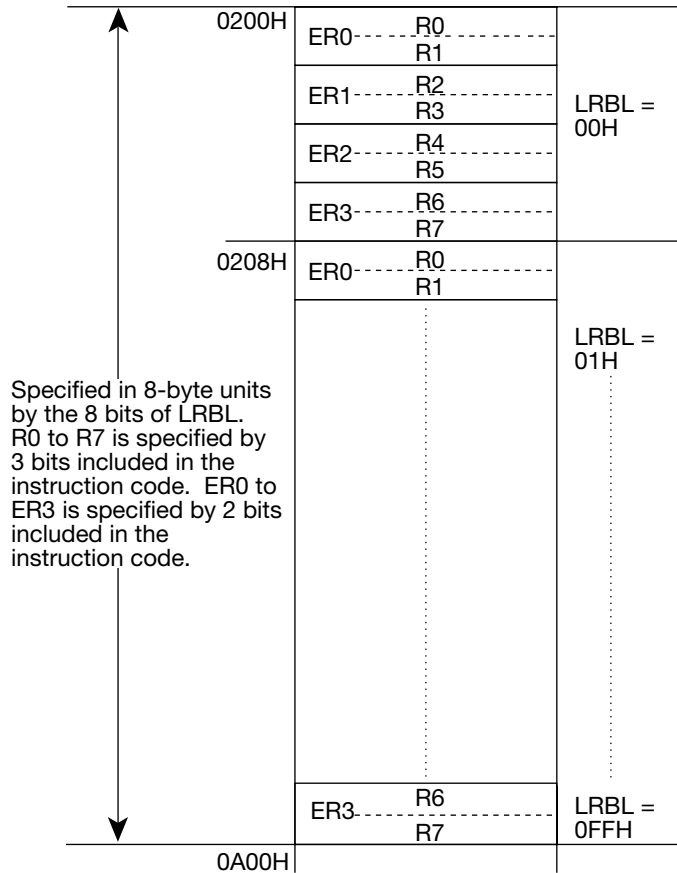 0200H
ER0
R0
R1
ER1
R2
R3
ER2
R4
R5
ER3
R6
R7
LRBL =
00H
0208H
ER0
R0
R1
LRBL =
01H
Specified in 8-byte units
by the 8 bits of LRBL.
R0 to R7 is specified by
3 bits included in the
instruction code.  ER0 to
ER3 is specified by 2 bits
included in the
instruction code.
ER3
R6
R7
LRBL =
0FFH
0A00H